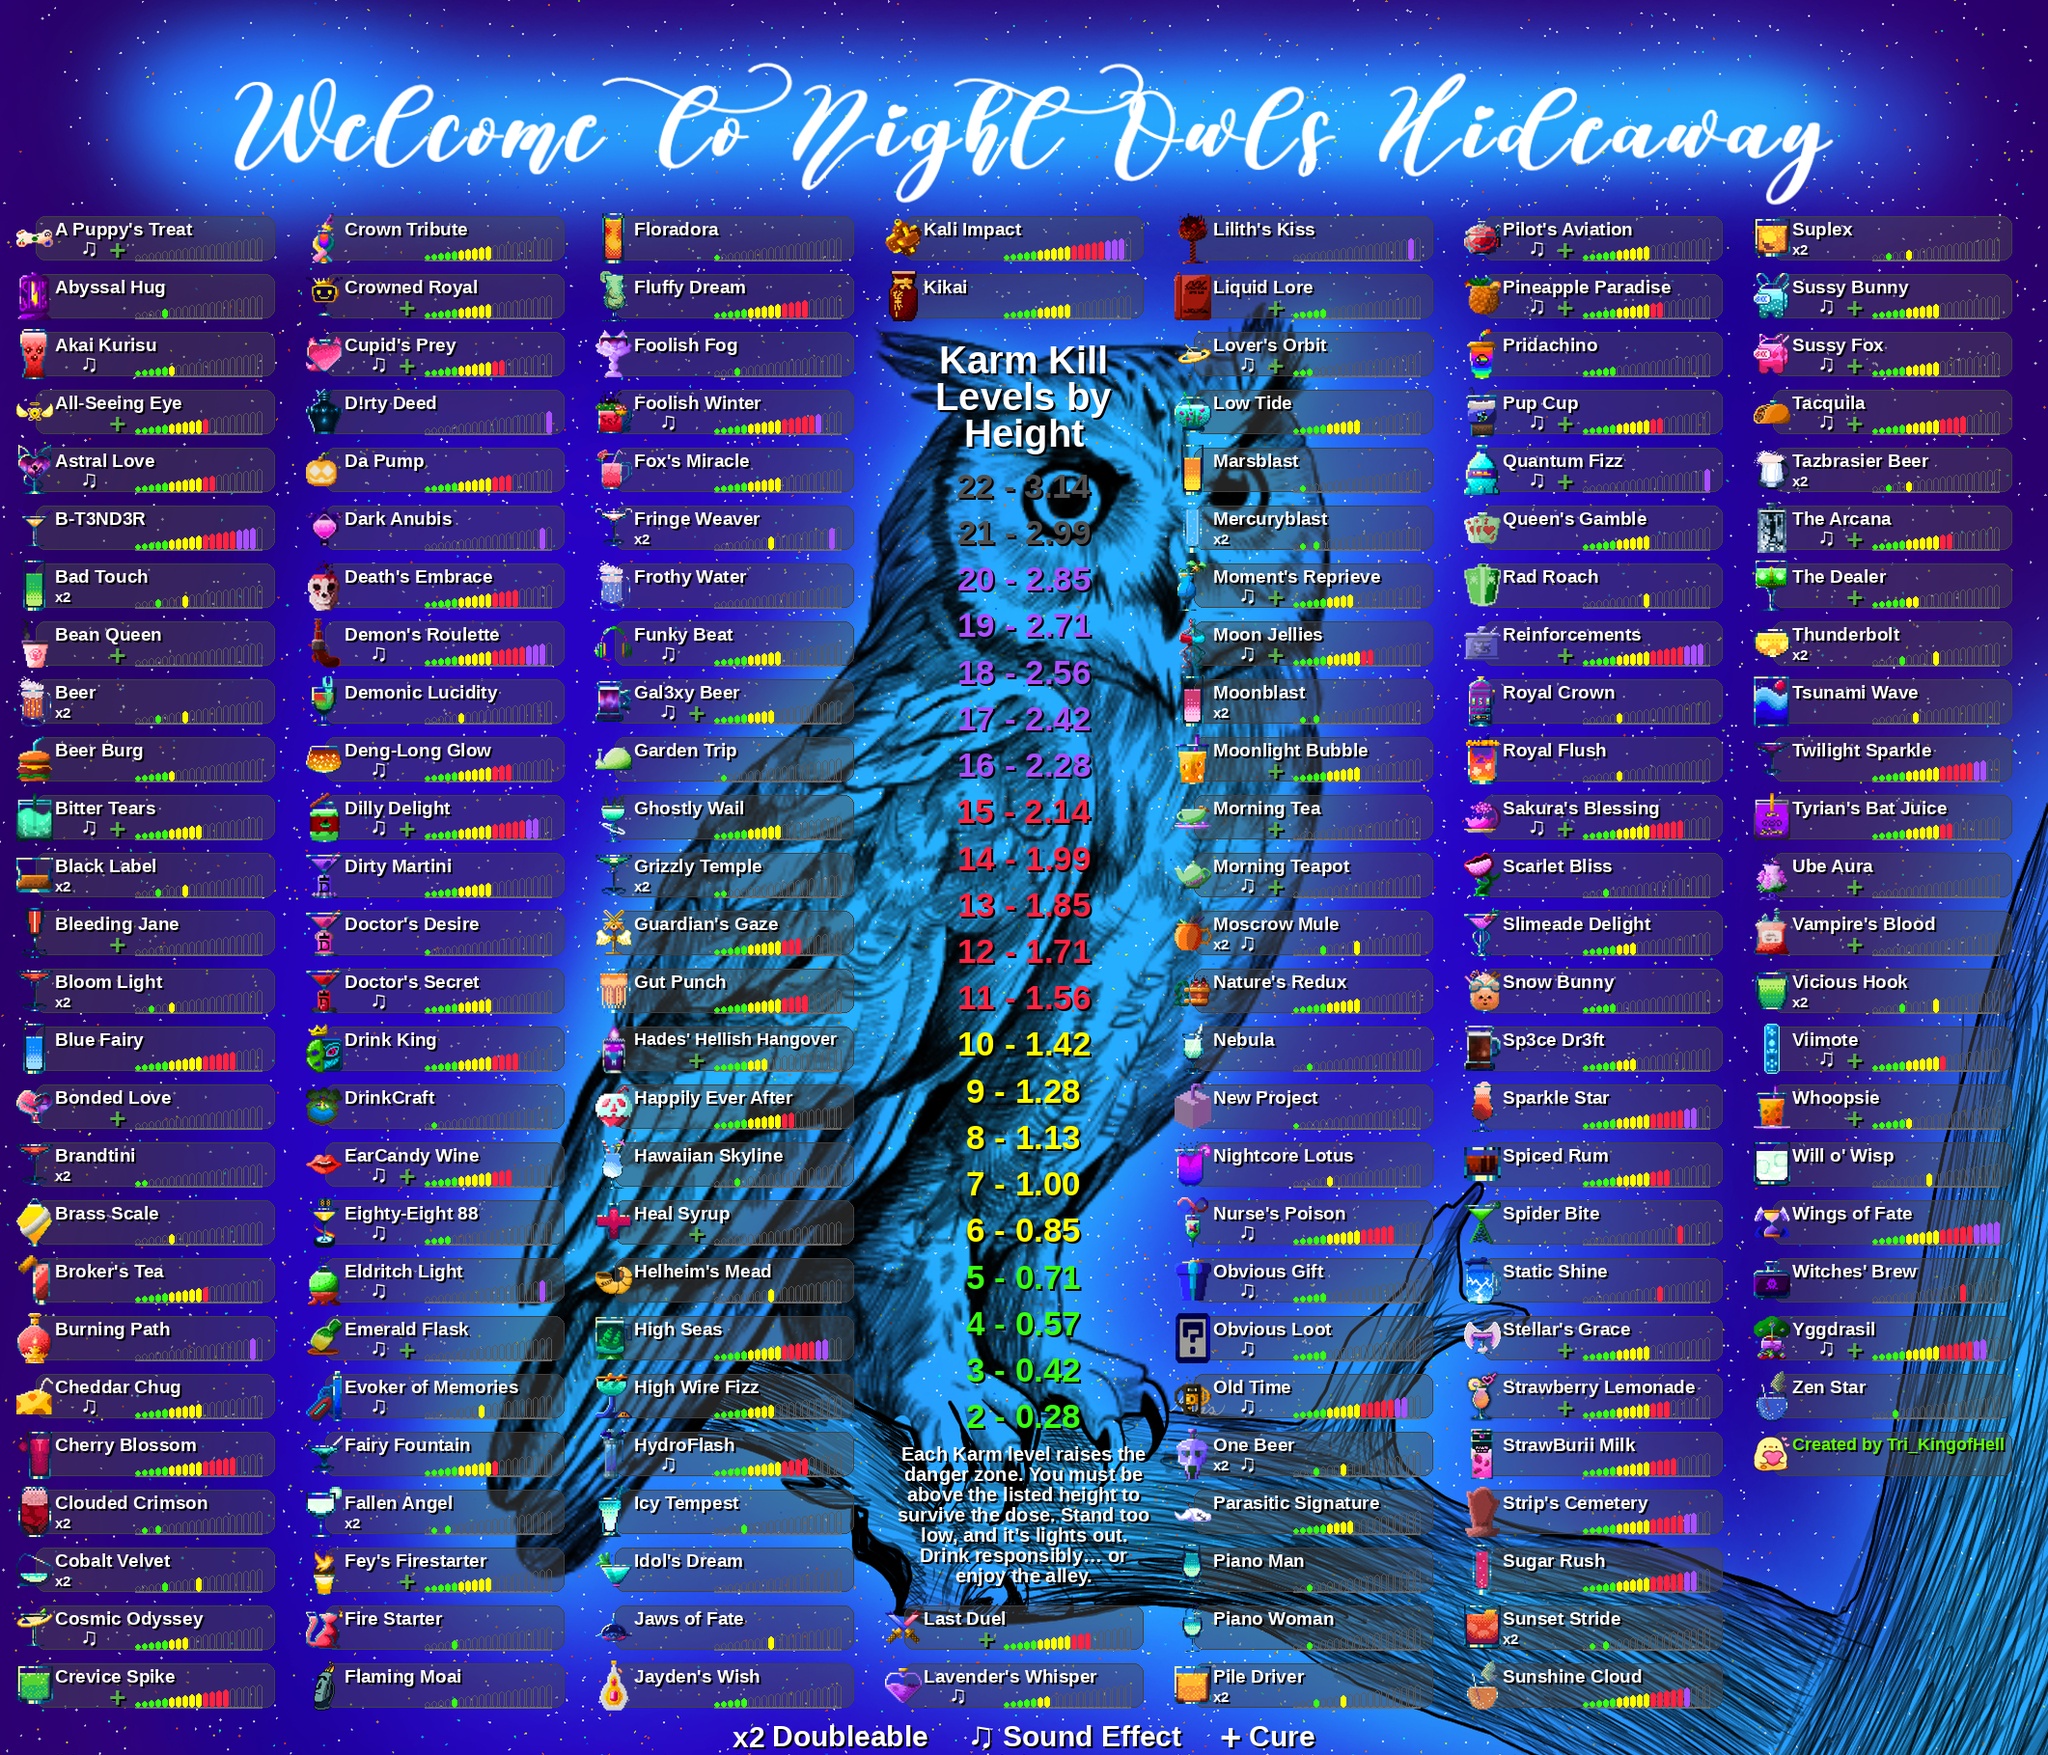 Welcome to Night Owls Hideaway
A Puppy's Treat
♫ +
Abyssal Hug
Akai Kurisu
♫
All-Seeing Eye
+
Astral Love
♫
B-T3ND3R
Bad Touch
x2
Bean Queen
+
Beer
x2
Beer Burg
Bitter Tears
♫ +
Black Label
x2
Bleeding Jane
+
Bloom Light
x2
Blue Fairy
Bonded Love
+
Brandtini
x2
Brass Scale
Broker's Tea
Burning Path
Cheddar Chug
♫
Cherry Blossom
Clouded Crimson
x2
Cobalt Velvet
x2
Cosmic Odyssey
♫
Crevice Spike
+
Crown Tribute
Crowned Royal
+
Cupid's Prey
♫ +
D!rty Deed
Da Pump
Dark Anubis
Death's Embrace
Demon's Roulette
♫
Demonic Lucidity
Deng-Long Glow
♫
Dilly Delight
♫ +
Dirty Martini
Doctor's Desire
Doctor's Secret
♫
Drink King
DrinkCraft
EarCandy Wine
♫ +
Eighty-Eight 88
♫
Eldritch Light
♫
Emerald Flask
♫ +
Evoker of Memories
♫
Fairy Fountain
Fallen Angel
x2
Fey's Firestarter
+
Fire Starter
Flaming Moai
Floradora
Fluffy Dream
Foolish Fog
Foolish Winter
♫
Fox's Miracle
Fringe Weaver
x2
Frothy Water
Funky Beat
♫
Gal3xy Beer
♫ +
Garden Trip
Ghostly Wail
Grizzly Temple
x2
Guardian's Gaze
Gut Punch
Hades' Hellish Hangover
+
Happily Ever After
Hawaiian Skyline
Heal Syrup
+
Helheim's Mead
High Seas
High Wire Fizz
HydroFlash
♫
Icy Tempest
Idol's Dream
Jaws of Fate
Jayden's Wish
Kali Impact
Kikai
Karm Kill
Levels by
Height
22 - 3.14
21 - 2.99
20 - 2.85
19 - 2.71
18 - 2.56
17 - 2.42
16 - 2.28
15 - 2.14
14 - 1.99
13 - 1.85
12 - 1.71
11 - 1.56
10 - 1.42
9 - 1.28
8 - 1.13
7 - 1.00
6 - 0.85
5 - 0.71
4 - 0.57
3 - 0.42
2 - 0.28
Each Karm level raises the
danger zone. You must be
above the listed height to
survive the dose. Stand too
low, and it's lights out.
Drink responsibly... or
enjoy the alley.
Last Duel
+
Lavender's Whisper
♫
Lilith's Kiss
Liquid Lore
+
Lover's Orbit
♫ +
Low Tide
Marsblast
Mercuryblast
x2
Moment's Reprieve
♫ +
Moon Jellies
♫ +
Moonblast
x2
Moonlight Bubble
+
Morning Tea
+
Morning Teapot
♫ +
Moscrow Mule
x2 ♫
Nature's Redux
Nebula
New Project
Nightcore Lotus
Nurse's Poison
♫
Obvious Gift
♫
Obvious Loot
♫
Old Time
One Beer
x2 ♫
Parasitic Signature
Piano Man
Piano Woman
Pile Driver
x2
Pilot's Aviation
♫ +
Pineapple Paradise
♫ +
Pridachino
Pup Cup
♫ +
Quantum Fizz
♫ +
Queen's Gamble
Rad Roach
Reinforcements
+
Royal Crown
Royal Flush
Sakura's Blessing
♫ +
Scarlet Bliss
Slimeade Delight
Snow Bunny
Sp3ce Dr3ft
Sparkle Star
Spiced Rum
Spider Bite
Static Shine
Stellar's Grace
+
Strawberry Lemonade
+
StrawBurii Milk
Strip's Cemetery
Sugar Rush
Sunset Stride
x2
Sunshine Cloud
Suplex
x2
Sussy Bunny
♫ +
Sussy Fox
♫ +
Tacquila
♫ +
Tazbrasier Beer
x2
The Arcana
♫ +
The Dealer
+
Thunderbolt
x2
Tsunami Wave
Twilight Sparkle
Tyrian's Bat Juice
Ube Aura
+
Vampire's Blood
+
Vicious Hook
x2
Viimote
♫ +
Whoopsie
+
Will o' Wisp
Wings of Fate
Witches' Brew
Yggdrasil
♫ +
Zen Star
Created by Tri_KingofHell
x2 Doubleable ♫ Sound Effect + Cure